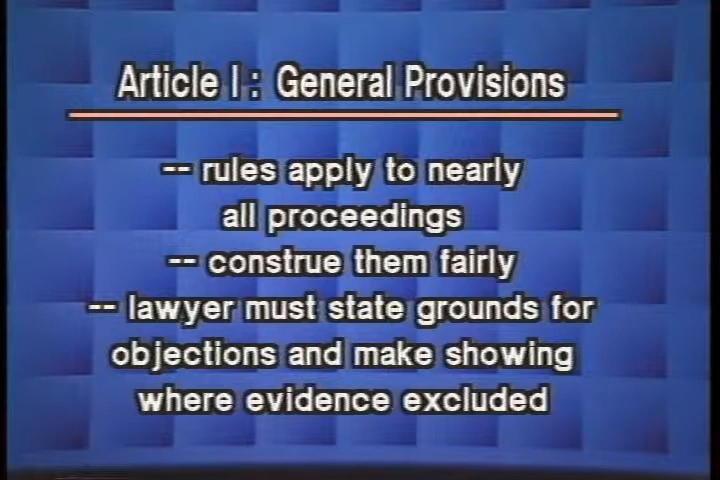 Article I : General Provisions
-- rules apply to nearly
all proceedings
-- construe them fairly
-- lawyer must state grounds for
objections and make showing
where evidence excluded